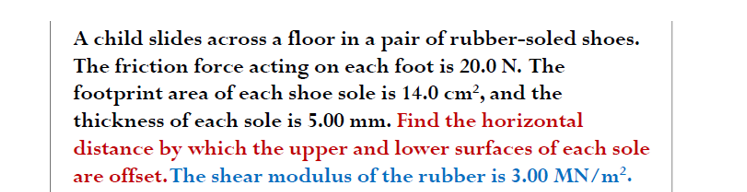 A child slides across a floor in a pair of rubber-soled shoes.
The friction force acting on each foot is 20.0 N. The
footprint area of each shoe sole is 14.0 cm², and the
thickness of each sole is 5.00 mm. Find the horizontal
distance by which the upper and lower surfaces of each sole
are offset. The shear modulus of the rubber is 3.00 MN/m².